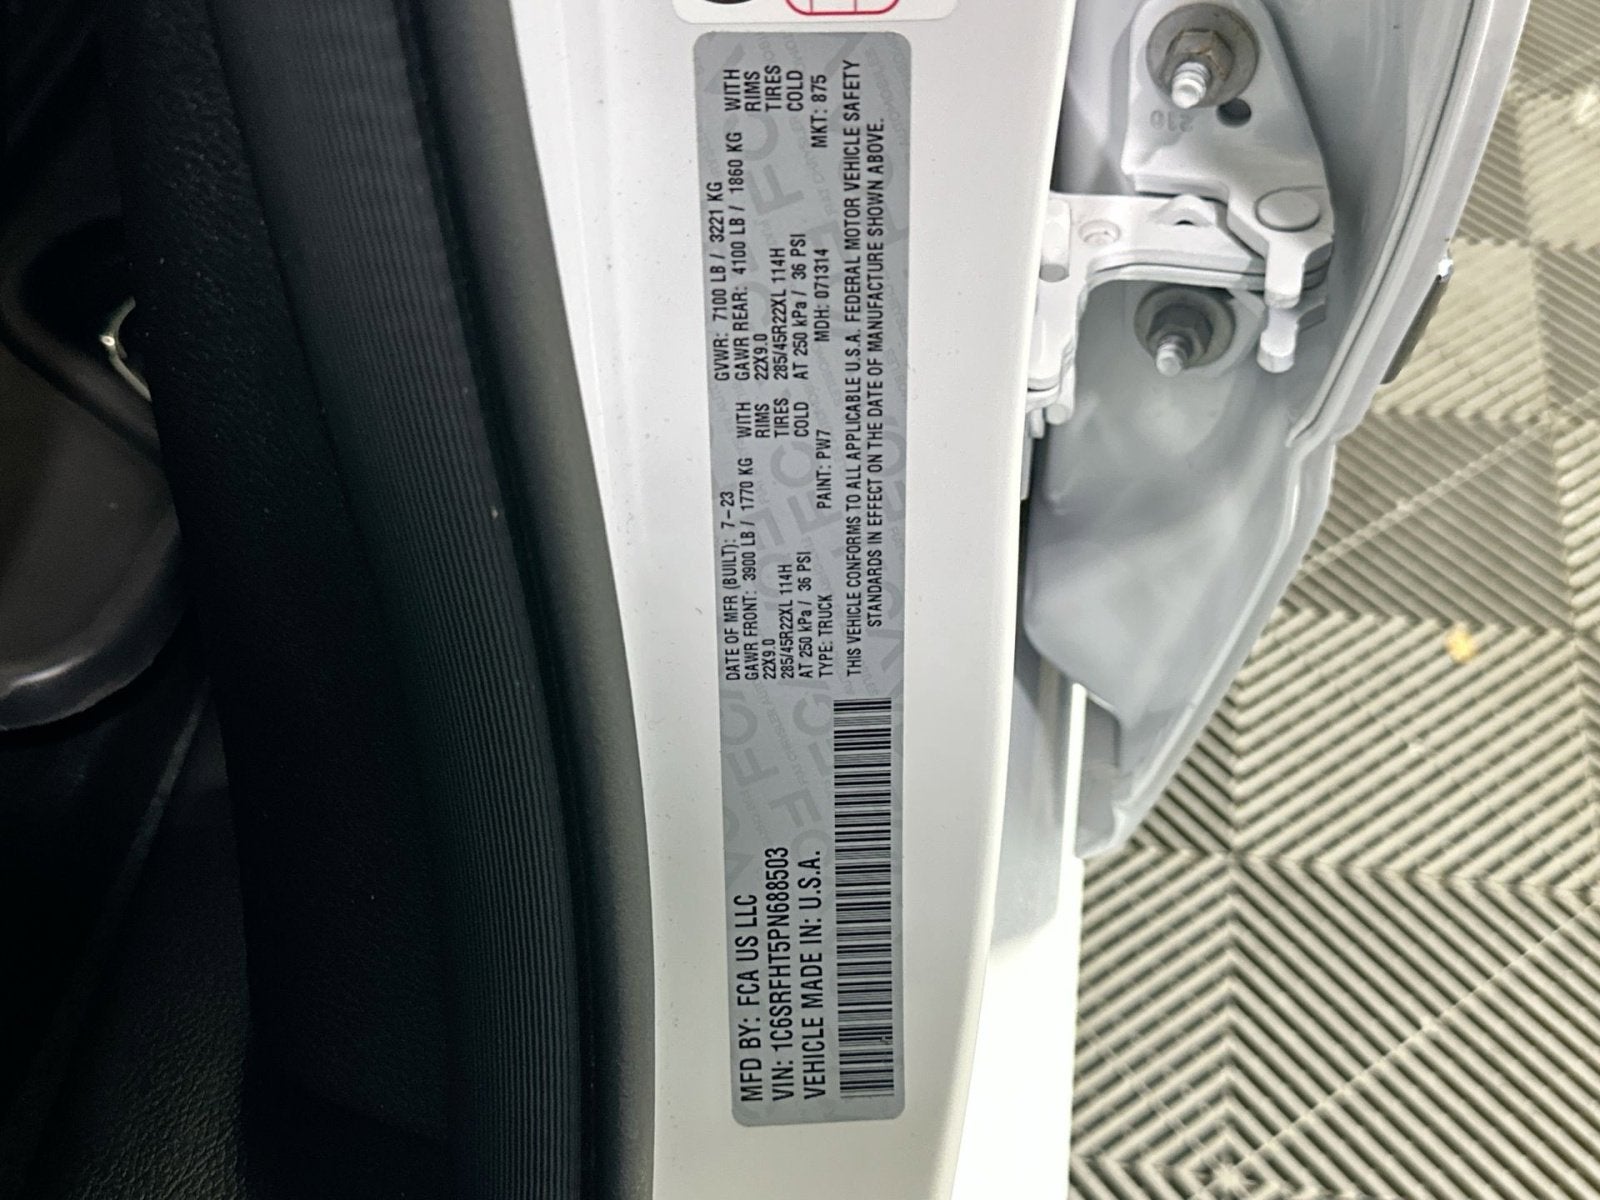 MFD BY: FCA US LLC
VIN: 1C6SRFHT5PN688503
VEHICLE MADE IN: U.S.A.
DATE OF MFR (BUILT): 7-23 GVWR: 7100 LB / 3221 KG
GAWR FRONT: 3900 LB / 1770 KG WITH GAWR REAR: 4100 LB / 1860 KG WITH
22X9.0 RIMS 22X9.0 RIMS
285/45R22XL 114H TIRES 285/45R22XL 114H TIRES
AT 250 kPa / 36 PSI COLD AT 250 kPa / 36 PSI COLD
TYPE: TRUCK PAINT: PW7 MDH: 071314 MKT: 875
THIS VEHICLE CONFORMS TO ALL APPLICABLE U.S.A. FEDERAL MOTOR VEHICLE SAFETY
STANDARDS IN EFFECT ON THE DATE OF MANUFACTURE SHOWN ABOVE.
210